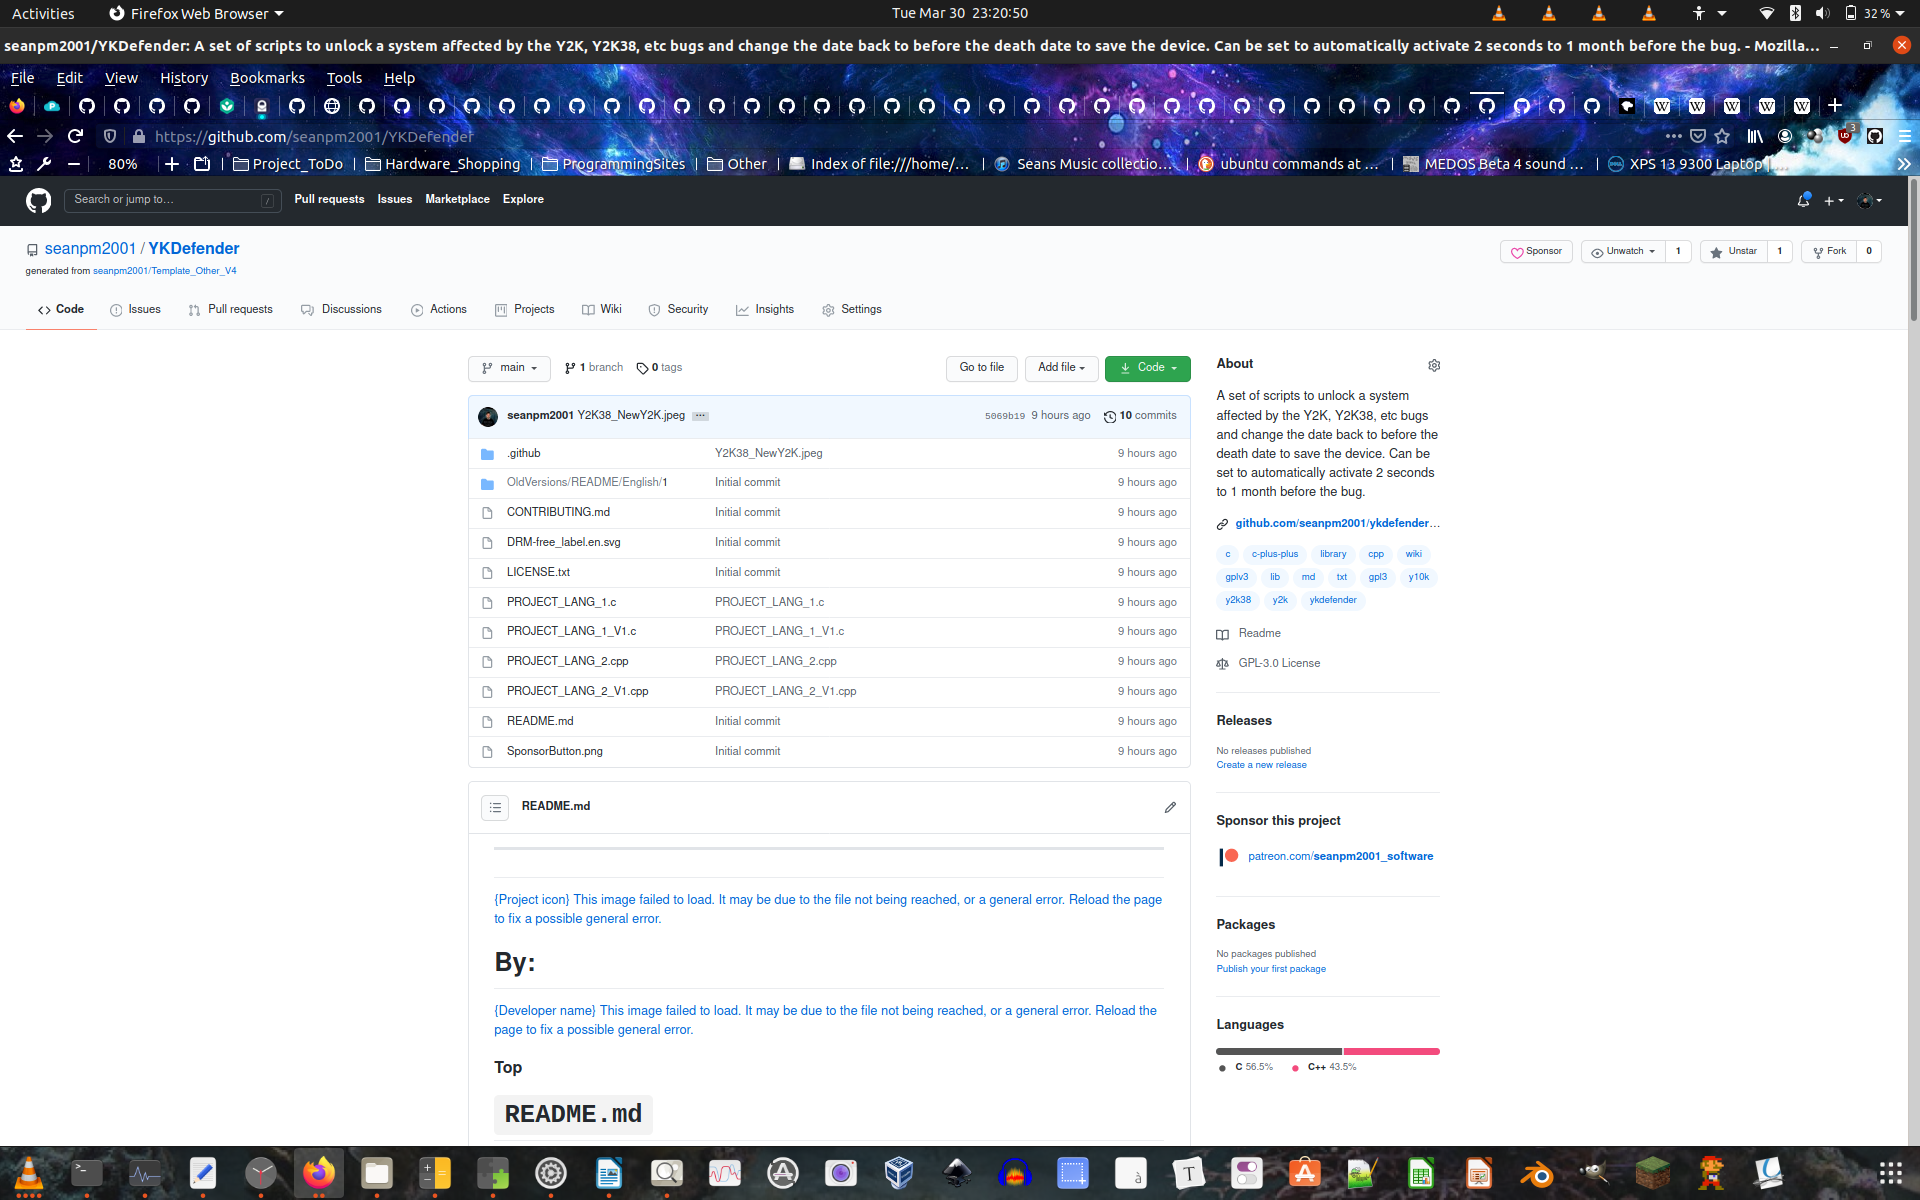 Activities
Firefox Web Browser
Tue Mar 30  23:20:50
32 %
seanpm2001/YKDefender: A set of scripts to unlock a system affected by the Y2K, Y2K38, etc bugs and change the date back to before the death date to save the device. Can be set to automatically activate 2 seconds to 1 month before the bug. - Mozilla...
File Edit View History Bookmarks Tools Help
https://github.com/seanpm2001/YKDefender
3
80%
Project_ToDo
Hardware_Shopping
ProgrammingSites
Other
Index of file:///home/...
Seans Music collectio...
ubuntu commands at ...
MEDOS Beta 4 sound ...
XPS 13 9300 Laptop
Search or jump to...
/
Pull requests Issues Marketplace Explore
seanpm2001 / YKDefender
generated from seanpm2001/Template_Other_V4
Sponsor
Unwatch 1
Unstar 1
Fork 0
Code Issues Pull requests Discussions Actions Projects Wiki Security Insights Settings
main
1 branch
0 tags
Go to file
Add file
Code
seanpm2001 Y2K38_NewY2K.jpeg ... 5069b19 9 hours ago 10 commits
.github Y2K38_NewY2K.jpeg 9 hours ago
OldVersions/README/English/1 Initial commit 9 hours ago
CONTRIBUTING.md Initial commit 9 hours ago
DRM-free_label.en.svg Initial commit 9 hours ago
LICENSE.txt Initial commit 9 hours ago
PROJECT_LANG_1.c PROJECT_LANG_1.c 9 hours ago
PROJECT_LANG_1_V1.c PROJECT_LANG_1_V1.c 9 hours ago
PROJECT_LANG_2.cpp PROJECT_LANG_2.cpp 9 hours ago
PROJECT_LANG_2_V1.cpp PROJECT_LANG_2_V1.cpp 9 hours ago
README.md Initial commit 9 hours ago
SponsorButton.png Initial commit 9 hours ago
README.md
{Project icon} This image failed to load. It may be due to the file not being reached, or a general error. Reload the page
to fix a possible general error.
By:
{Developer name} This image failed to load. It may be due to the file not being reached, or a general error. Reload the
page to fix a possible general error.
Top
README.md
About
A set of scripts to unlock a system
affected by the Y2K, Y2K38, etc bugs
and change the date back to before the
death date to save the device. Can be
set to automatically activate 2 seconds
to 1 month before the bug.
github.com/seanpm2001/ykdefender...
c c-plus-plus library cpp wiki
gplv3 lib md txt gpl3 y10k
y2k38 y2k ykdefender
Readme
GPL-3.0 License
Releases
No releases published
Create a new release
Sponsor this project
patreon.com/seanpm2001_software
Packages
No packages published
Publish your first package
Languages
C 56.5% C++ 43.5%